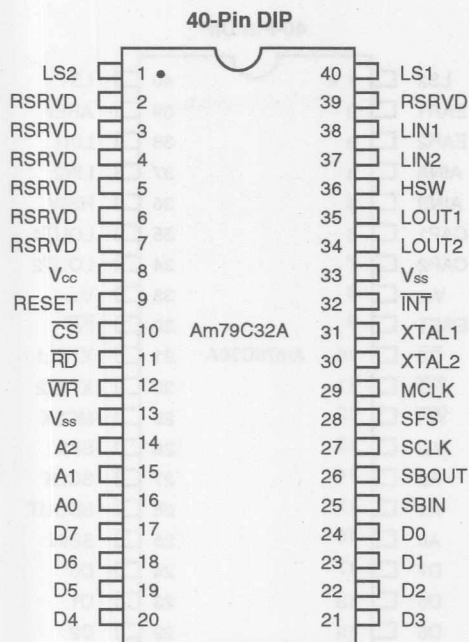 40-Pin DIP
LS2 1 40 LS1
RSRVD 2 39 RSRVD
RSRVD 3 38 LIN1
RSRVD 4 37 LIN2
RSRVD 5 36 HSW
RSRVD 6 35 LOUT1
RSRVD 7 34 LOUT2
Vcc 8 33 Vss
RESET 9 32 I̅N̅T̅
C̅S̅ 10 Am79C32A 31 XTAL1
R̅D̅ 11 30 XTAL2
W̅R̅ 12 29 MCLK
Vss 13 28 SFS
A2 14 27 SCLK
A1 15 26 SBOUT
A0 16 25 SBIN
D7 17 24 D0
D6 18 23 D1
D5 19 22 D2
D4 20 21 D3